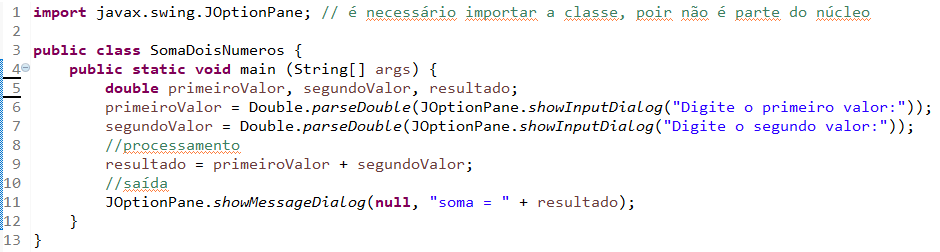 1 import javax.swing.JOptionPane; // é necessário importar a classe, poir não é parte do núcleo
2
3 public class SomaDoisNumeros {
4 public static void main (String[] args) {
5 double primeiroValor, segundoValor, resultado;
6 primeiroValor = Double.parseDouble(JOptionPane.showInputDialog("Digite o primeiro valor:"));
7 segundoValor = Double.parseDouble(JOptionPane.showInputDialog("Digite o segundo valor:"));
8 //processamento
9 resultado = primeiroValor + segundoValor;
10 //saída
11 JOptionPane.showMessageDialog(null, "soma = " + resultado);
12 }
13 }